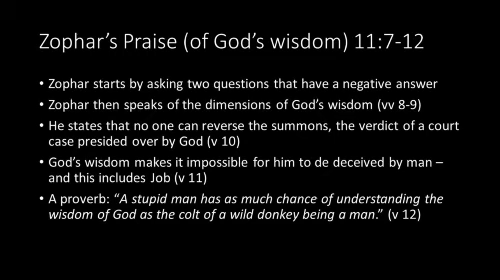 Zophar’s Praise (of God’s wisdom) 11:7-12
• Zophar starts by asking two questions that have a negative answer
• Zophar then speaks of the dimensions of God’s wisdom (vv 8-9)
• He states that no one can reverse the summons, the verdict of a court
case presided over by God (v 10)
• God’s wisdom makes it impossible for him to de deceived by man –
and this includes Job (v 11)
• A proverb: “A stupid man has as much chance of understanding the
wisdom of God as the colt of a wild donkey being a man.” (v 12)